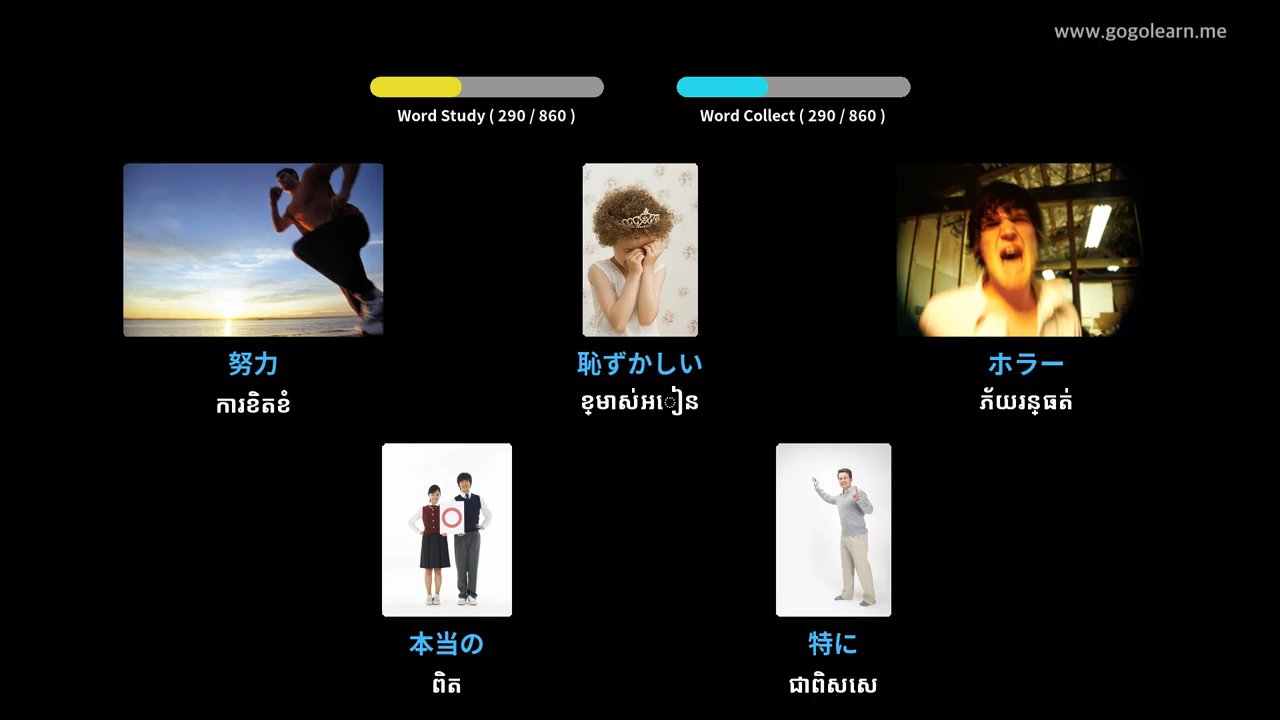 www.gogolearn.me
Word Study ( 290 / 860 )
Word Collect ( 290 / 860 )
努力
ការខិតខំ
恥ずかしい
ខ្មាស់អៀន
ホラー
ភ័យរន្ធត់
本当の
ពិត
特に
ជាពិសេស